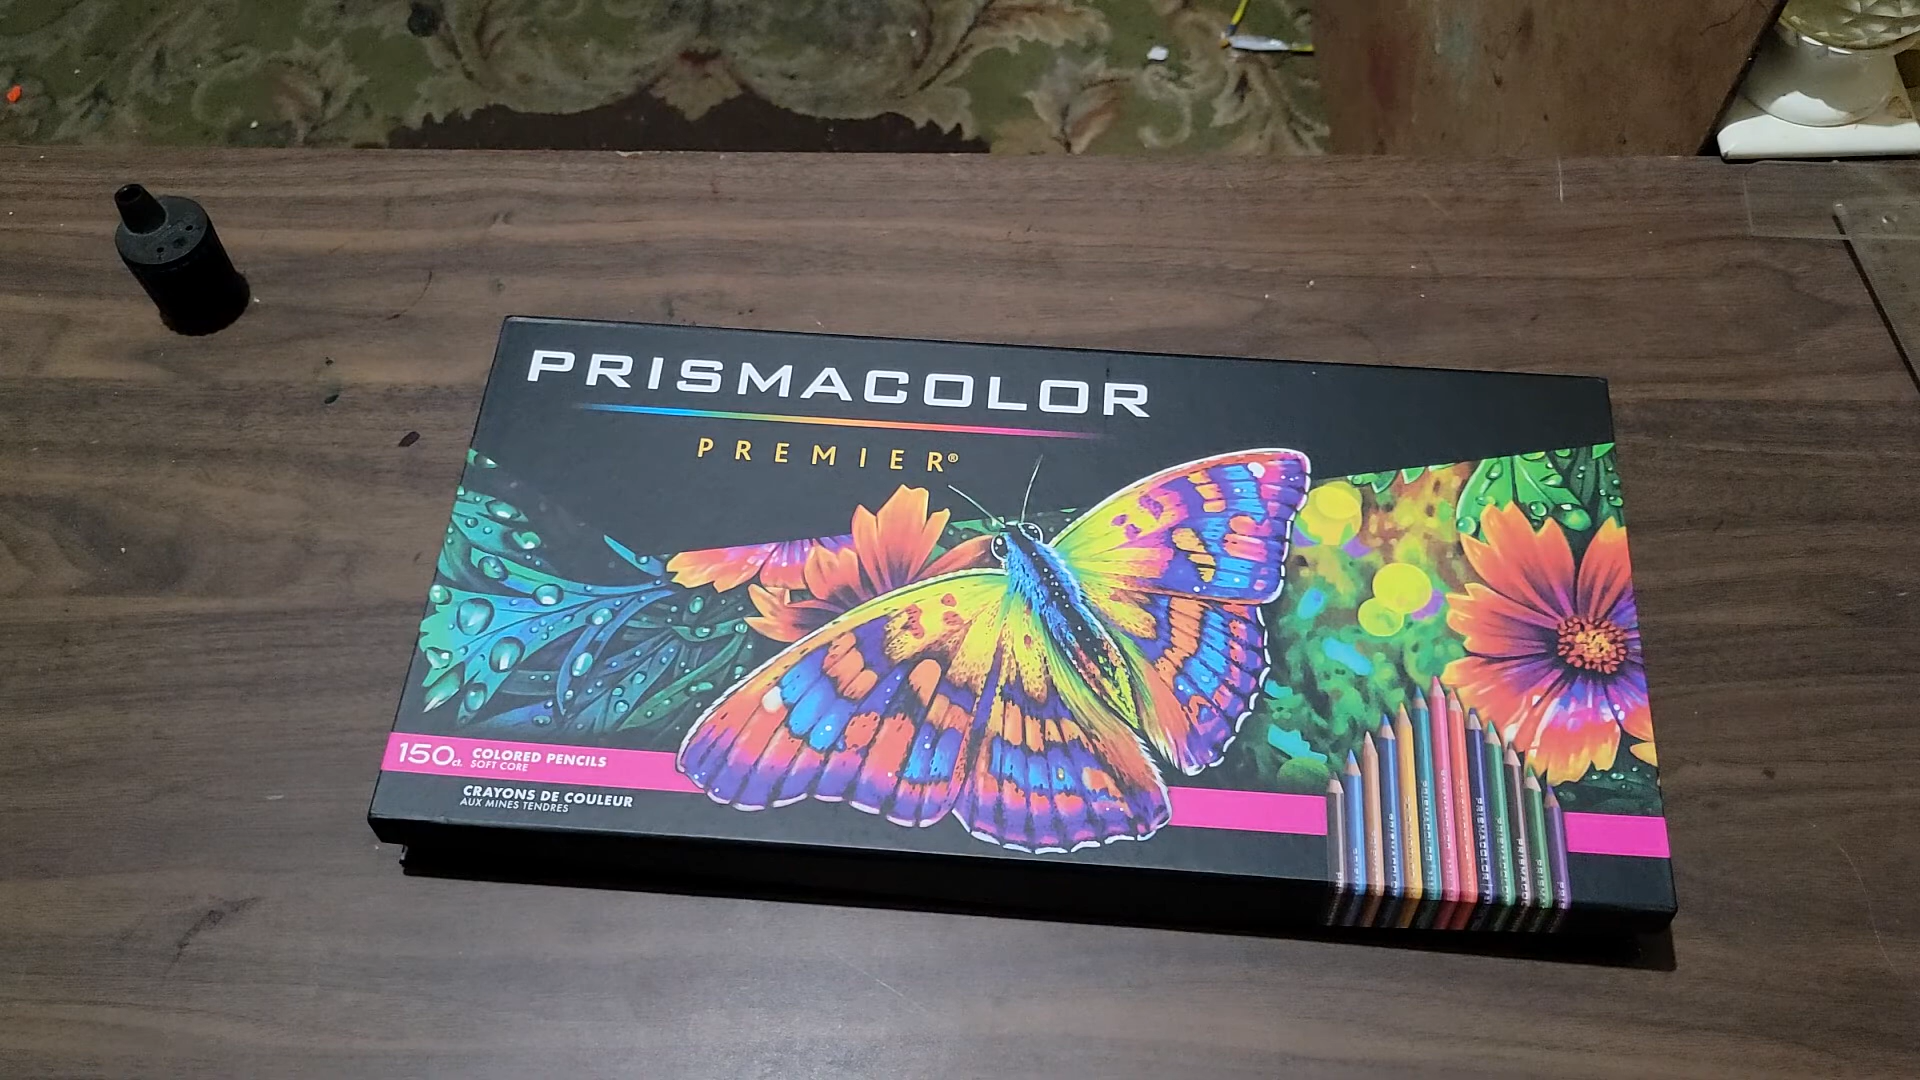 PRISMACOLOR
PREMIER®
150ct. COLORED PENCILS
SOFT CORE
CRAYONS DE COULEUR
AUX MINES TENDRES